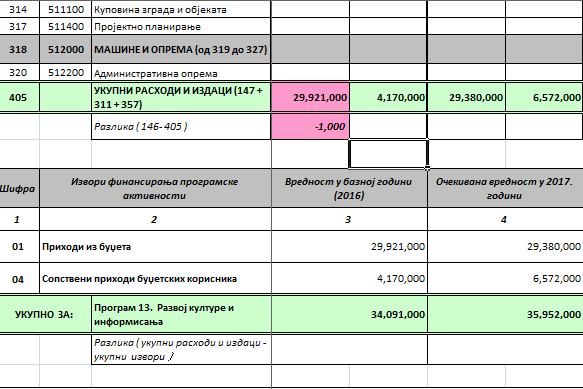 314 511100 Куповина зграда и објеката
317 511400 Пројектно планирање
318 512000 МАШИНЕ И ОПРЕМА (од 319 до 327)
320 512200 Административна опрема
405 УКУПНИ РАСХОДИ И ИЗДАЦИ (147 + 29,921,000 4,170,000 29,380,000 6,572,000
311 + 357)
Разлика ( 146- 405 ) -1,000
Шифра Извори финансирања програмске Вредност у базној години Очекивана вредност у 2017.
активности (2016) години
1 2 3 4
01 Приходи из буџета 29,921,000 29,380,000
04 Сопствени приходи буџетских корисника 4,170,000 6,572,000
УКУПНО ЗА: Програм 13. Развој културе и 34,091,000 35,952,000
информисања
Разлика ( укупни расходи и издаци -
укупни извори )